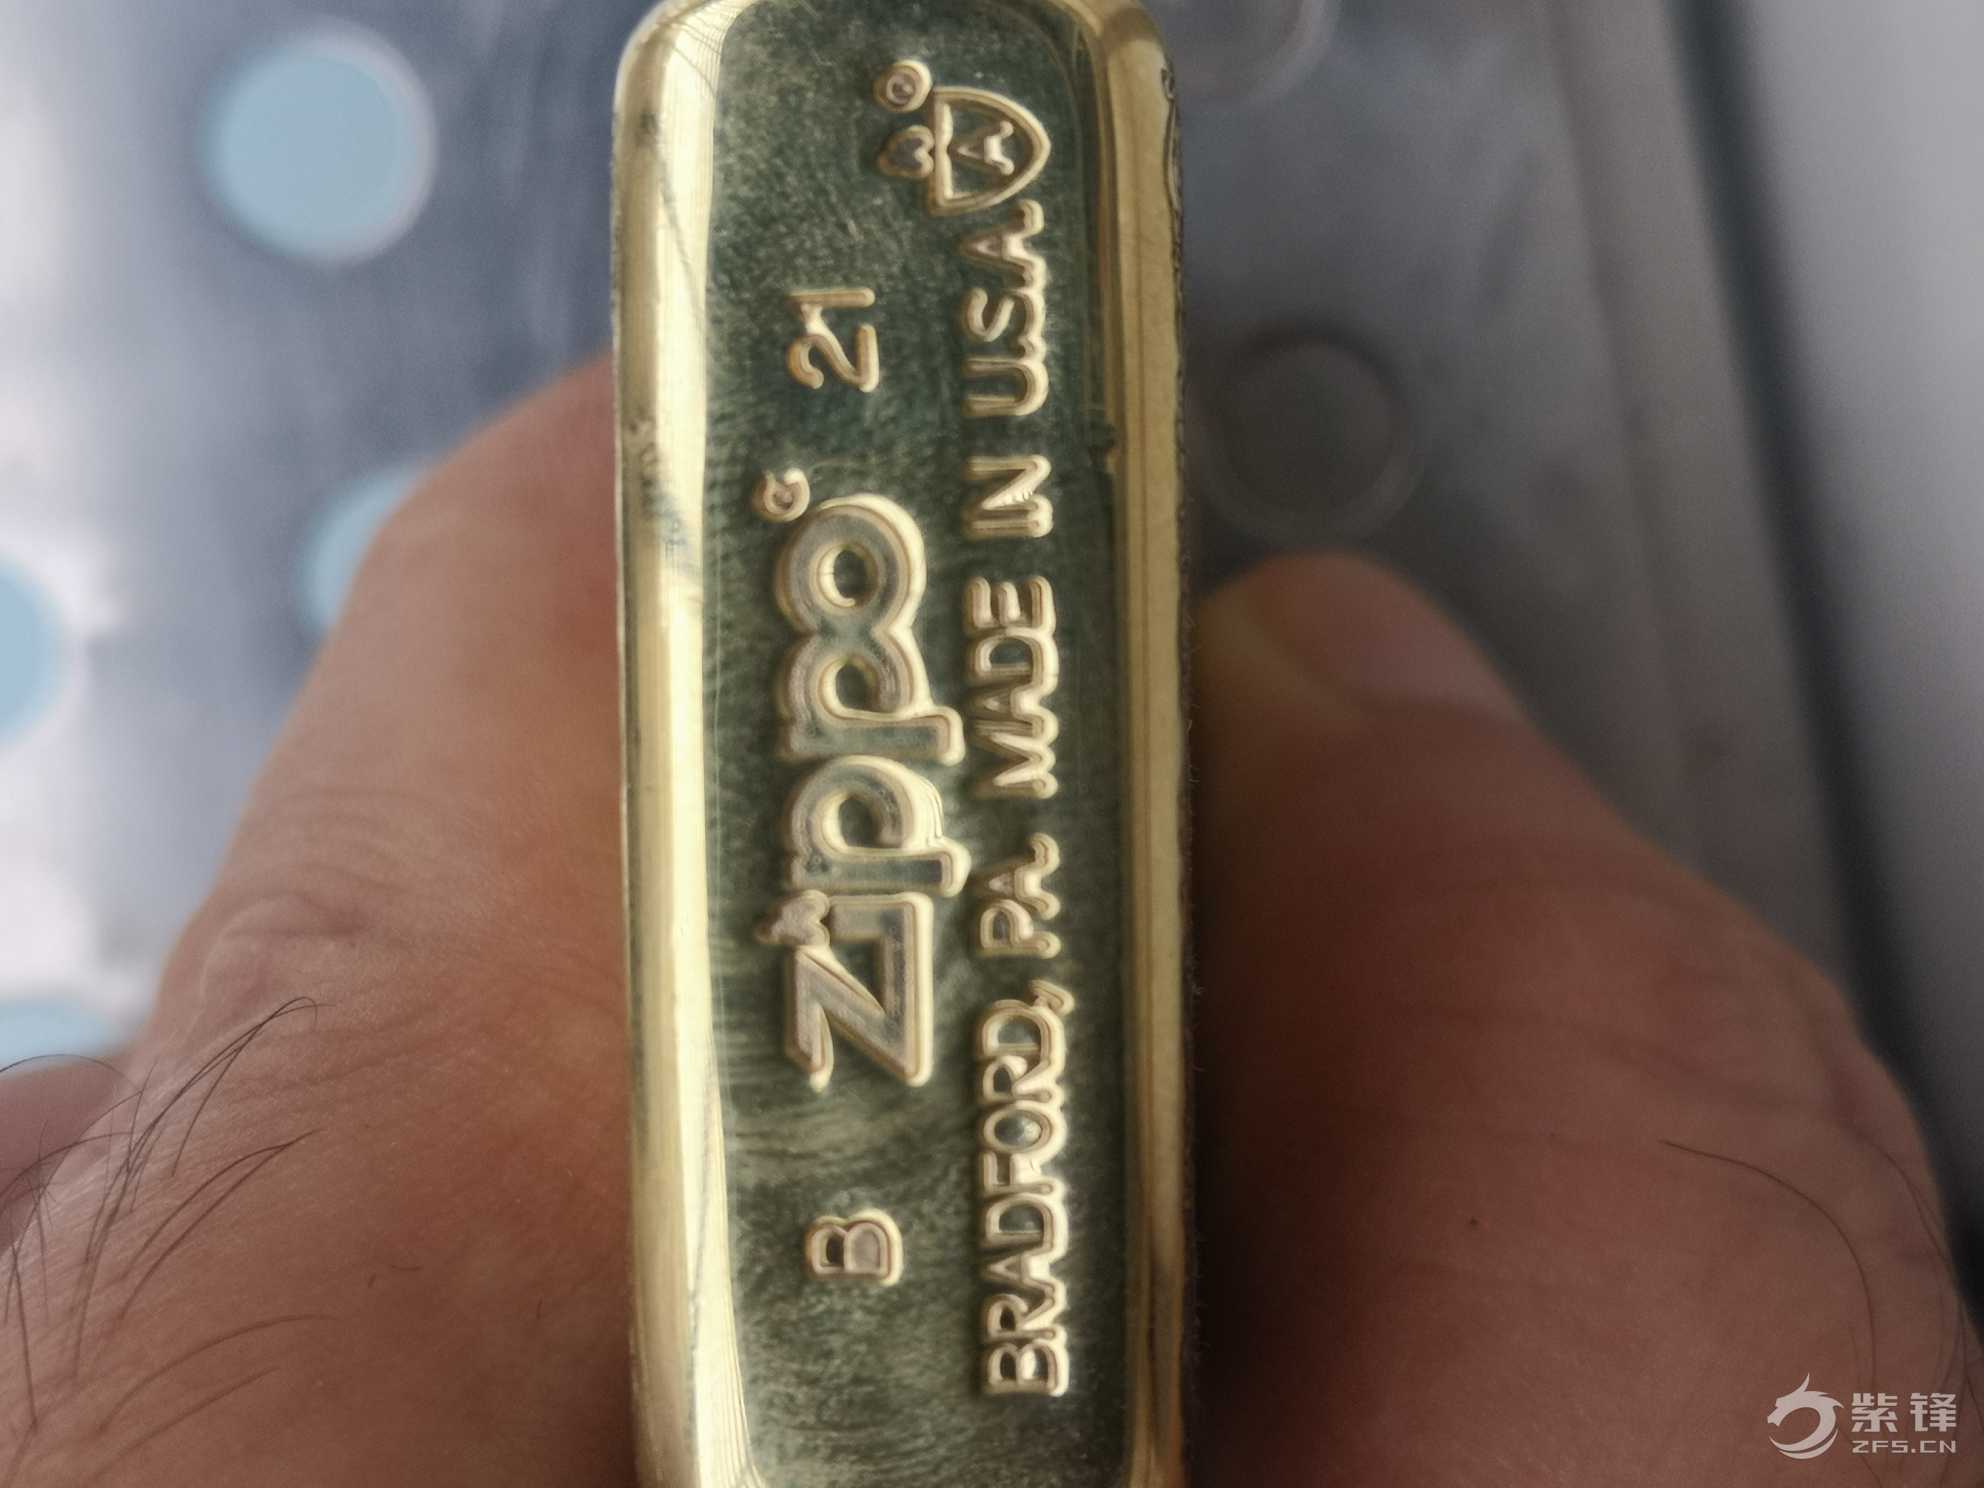 B Zippo 21
BRADFORD, PA. MADE IN U.S.A.
A
紫锋
ZFS.CN